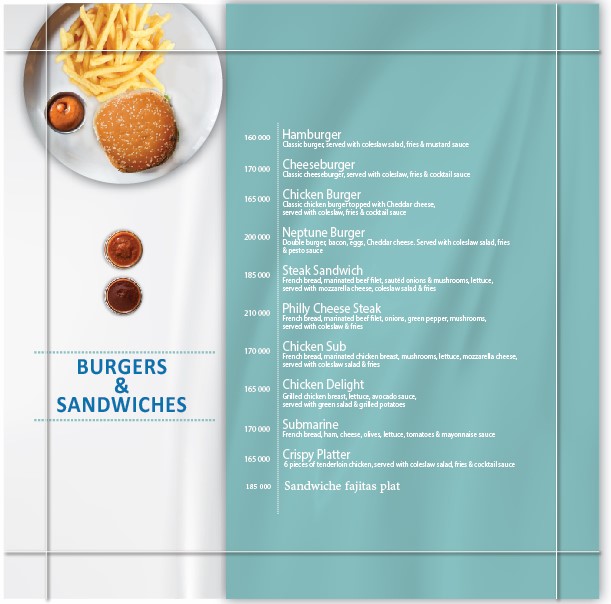 BURGERS
&
SANDWICHES
160 000 Hamburger
Classic burger, served with coleslaw salad, fries & mustard sauce
170 000 Cheeseburger
Classic cheeseburger, served with coleslaw, fries & cocktail sauce
165 000 Chicken Burger
Classic chicken burger topped with Cheddar cheese,
served with coleslaw, fries & cocktail sauce
200 000 Neptune Burger
Double burger, bacon, eggs, Cheddar cheese. Served with coleslaw salad, fries
& pesto sauce
185 000 Steak Sandwich
French bread, marinated beef filet, sautéd onions & mushrooms, lettuce,
served with mozzarella cheese, coleslaw salad & fries
210 000 Philly Cheese Steak
French bread, marinated beef filet, onions, green pepper, mushrooms,
served with coleslaw & fries
170 000 Chicken Sub
French bread, marinated chicken breast, mushrooms, lettuce, mozzarella cheese,
served with coleslaw salad & fries
165 000 Chicken Delight
Grilled chicken breast, lettuce, avocado sauce,
served with green salad & grilled potatoes
170 000 Submarine
French bread, ham, cheese, olives, lettuce, tomatoes & mayonnaise sauce
165 000 Crispy Platter
6 pieces of tenderloin chicken, served with coleslaw salad, fries & cocktail sauce
185 000 Sandwiche fajitas plat